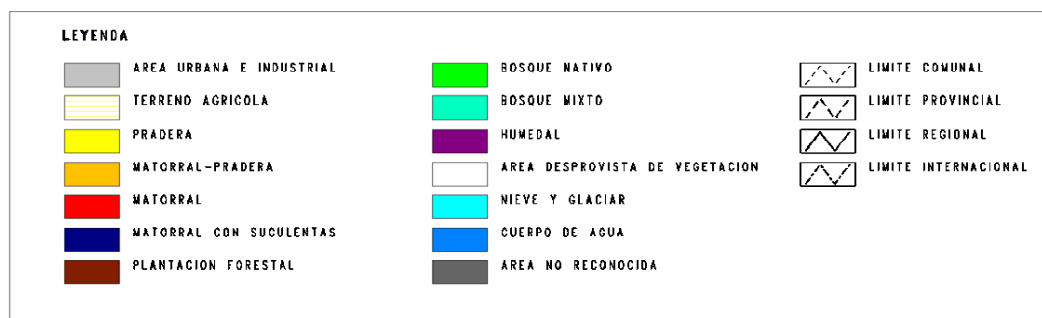 LEYENDA
AREA URBANA E INDUSTRIAL
TERRENO AGRICOLA
PRADERA
MATORRAL-PRADERA
MATORRAL
MATORRAL CON SUCULENTAS
PLANTACION FORESTAL
BOSQUE NATIVO
BOSQUE MIXTO
HUMEDAL
AREA DESPROVISTA DE VEGETACION
NIEVE Y GLACIAR
CUERPO DE AGUA
AREA NO RECONOCIDA
LIMITE COMUNAL
LIMITE PROVINCIAL
LIMITE REGIONAL
LIMITE INTERNACIONAL